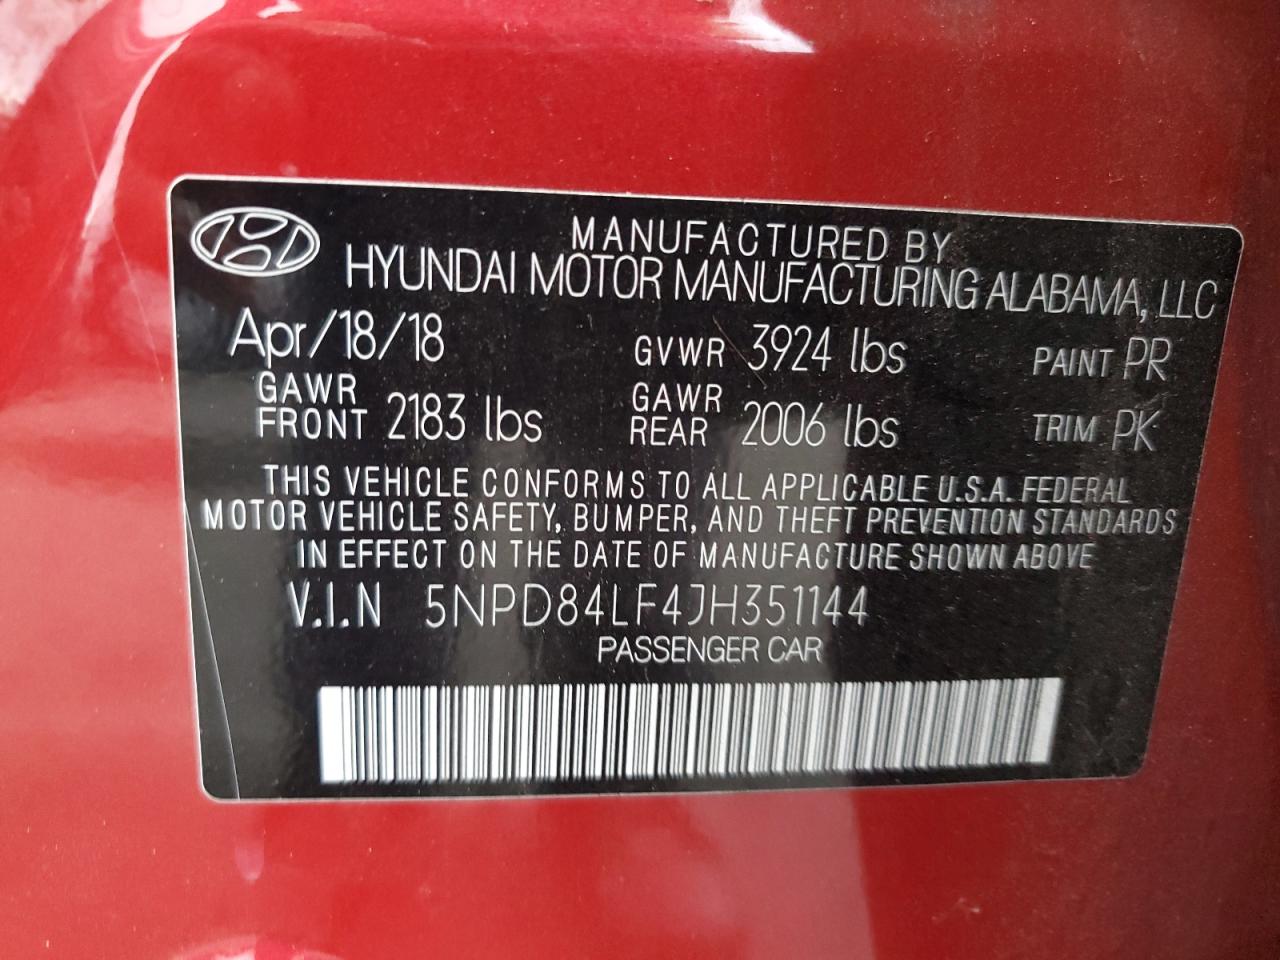 MANUFACTURED BY
HYUNDAI MOTOR MANUFACTURING ALABAMA, LLC
Apr/18/18 GVWR 3924 lbs PAINT PR
GAWR FRONT 2183 lbs GAWR REAR 2006 lbs TRIM PK
THIS VEHICLE CONFORMS TO ALL APPLICABLE U.S.A. FEDERAL
MOTOR VEHICLE SAFETY, BUMPER, AND THEFT PREVENTION STANDARDS
IN EFFECT ON THE DATE OF MANUFACTURE SHOWN ABOVE
V.I.N 5NPD84LF4JH351144
PASSENGER CAR